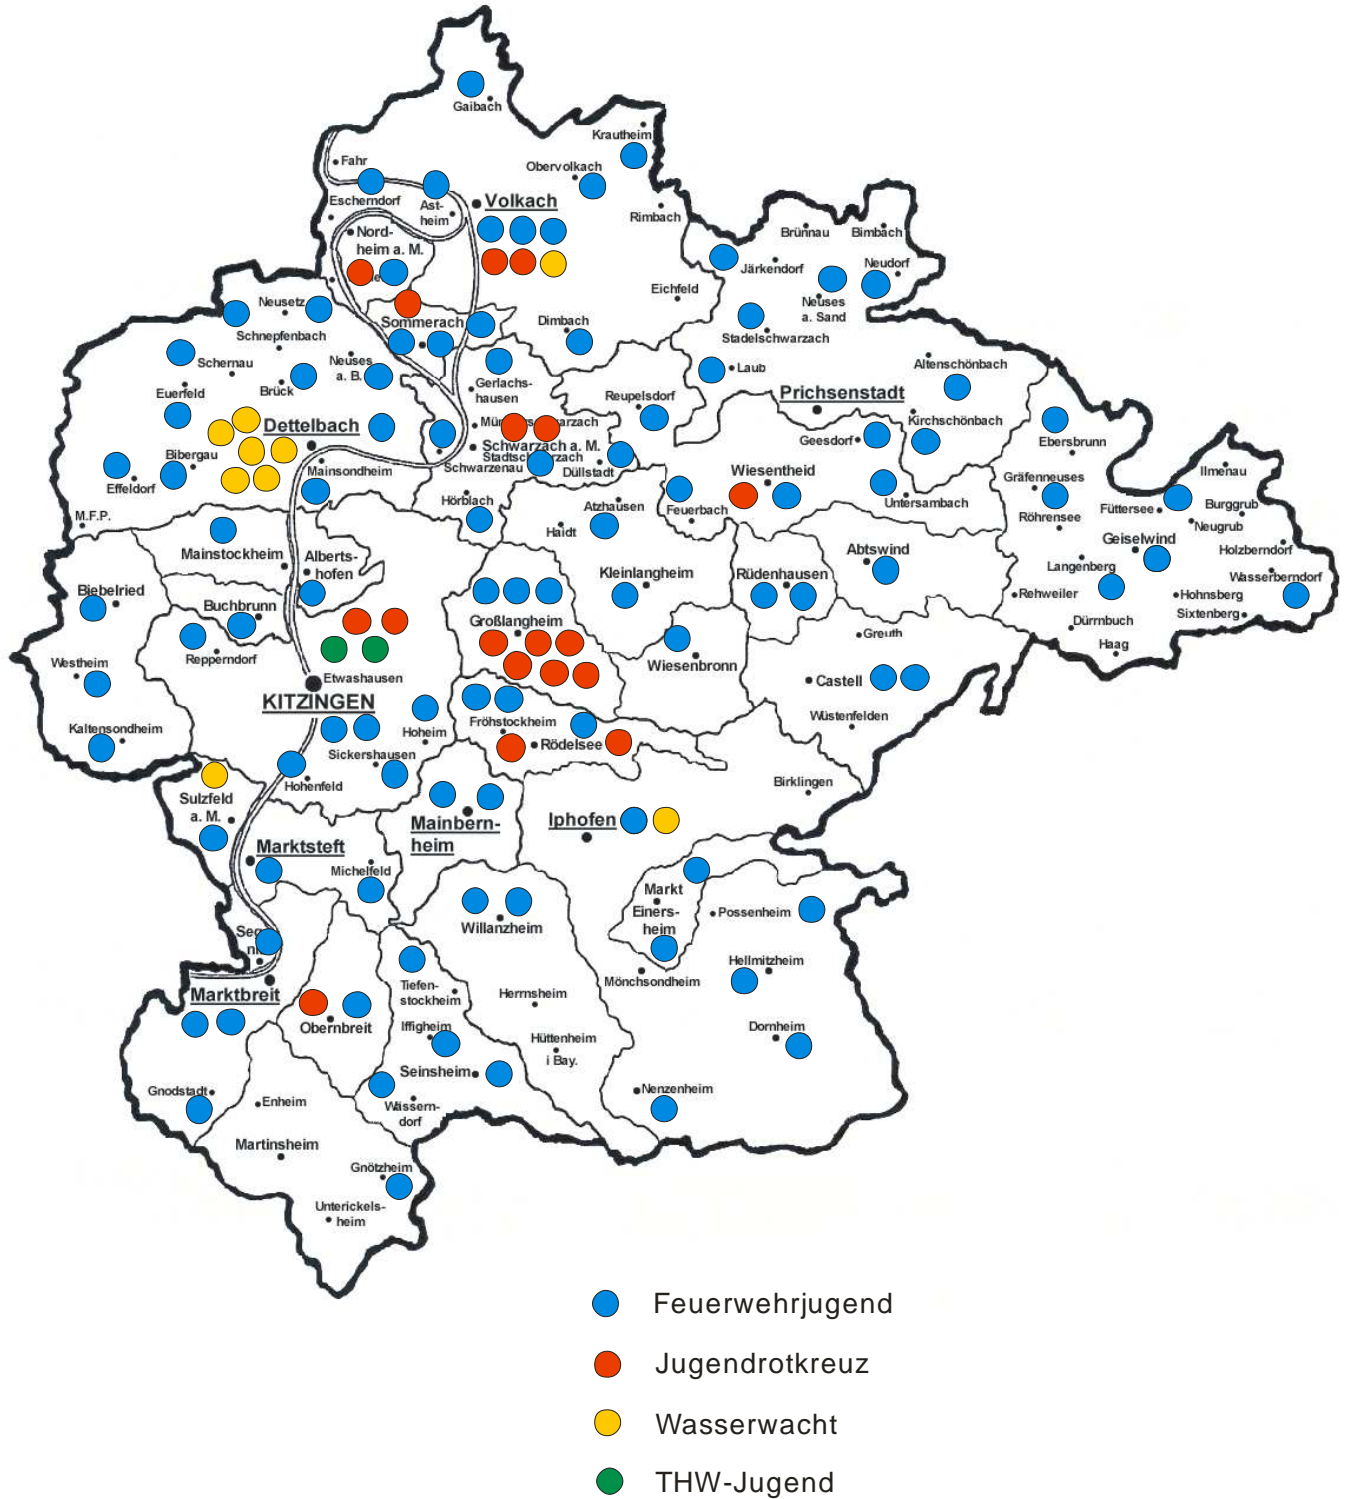 Gaibach
Krautheim
Fahr
Obervolkach
Escherndorf
Ast-
heim
Volkach
Rimbach
Nord-
heim a. M.
Brünnau
Bimbach
Järkendorf
Neudorf
Eichfeld
Neuses
a. Sand
Neusetz
Sommerach
Dimbach
Stadelschwarzach
Schnepfenbach
Schernau
Neuses
a. B.
Laub
Altenschönbach
Euerfeld
Brück
Gerlachs-
hausen
Reupelsdorf
Prichsenstadt
Kirchschönbach
Dettelbach
Schwarzach a. M.
Geesdorf
Ebersbrunn
Bibergau
Mainsondheim
Schwarzenau
Düllstadt
Wiesentheid
Ilmenau
Effeldorf
Gräfenneuses
Hörblach
Atzhausen
Feuerbach
Untersambach
Röhrensee
Füttersee
Burggrub
M.F.P.
Haidt
Neugrub
Mainstockheim
Alberts-
hofen
Abtswind
Geiselwind
Holzberndorf
Kleinlangheim
Rüdenhausen
Langenberg
Wasserberndorf
Biebelried
Buchbrunn
Rehweiler
Hohnsberg
Sixtenberg
Großlangheim
Greuth
Dürrnbuch
Repperndorf
Haag
Westheim
Etwashausen
Wiesenbronn
Castell
KITZINGEN
Kaltensondheim
Hoheim
Fröhstockheim
Wüstenfelden
Sickershausen
Rödelsee
Hohenfeld
Birklingen
Sulzfeld
a. M.
Mainbern-
heim
Iphofen
Marktsteft
Michelfeld
Markt
Einers-
heim
Possenheim
Willanzheim
Hellmitzheim
Mönchsondheim
Marktbreit
Tiefen-
stockheim
Herrnsheim
Obernbreit
Iffigheim
Dornheim
Hüttenheim
i Bay.
Seinsheim
Gnodstadt
Enheim
Wässern-
dorf
Nenzenheim
Martinsheim
Gnötzheim
Unterickels-
heim
Feuerwehrjugend
Jugendrotkreuz
Wasserwacht
THW-Jugend